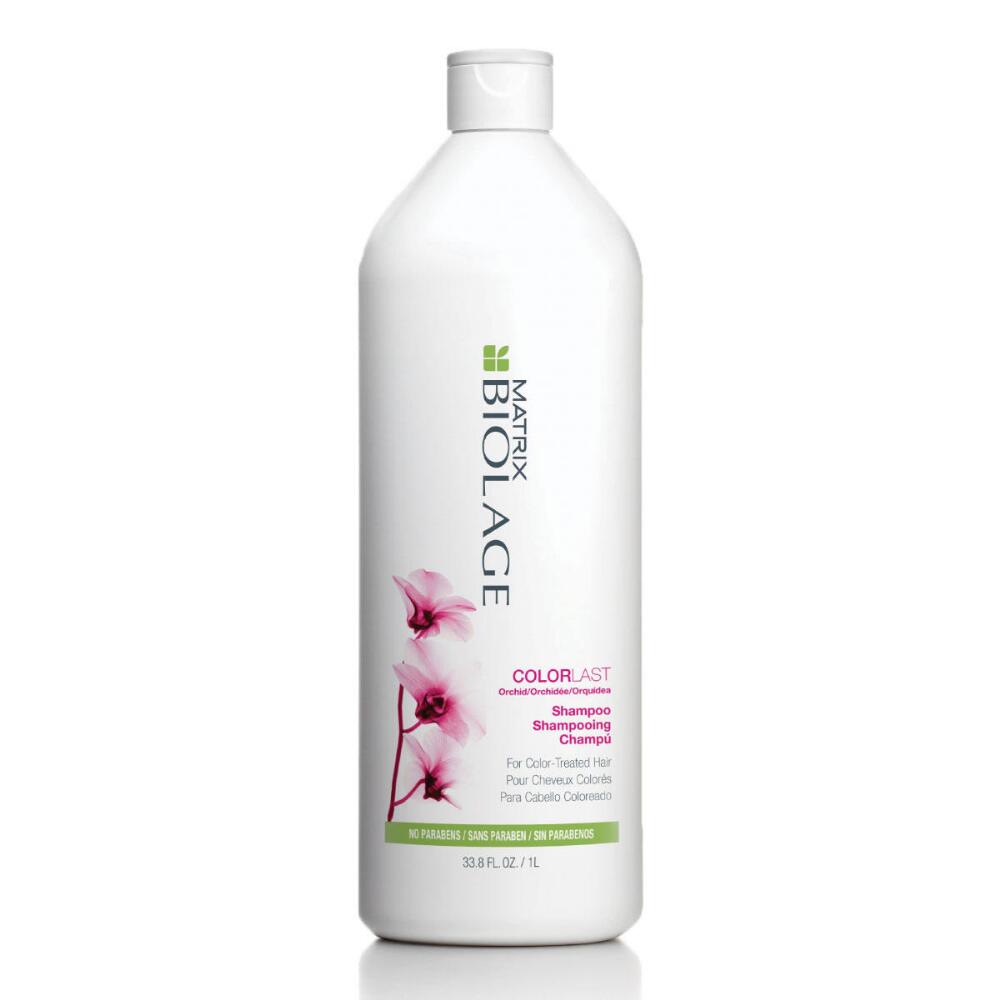 MATRIX
BIOLAGE
COLORLAST
Orchid/Orchidée/Orquídea
Shampoo
Shampooing
Champú
For Color-Treated Hair
Pour Cheveux Colorés
Para Cabello Coloreado
NO PARABENS / SANS PARABEN / SIN PARABENOS
33.8 FL. OZ. / 1L